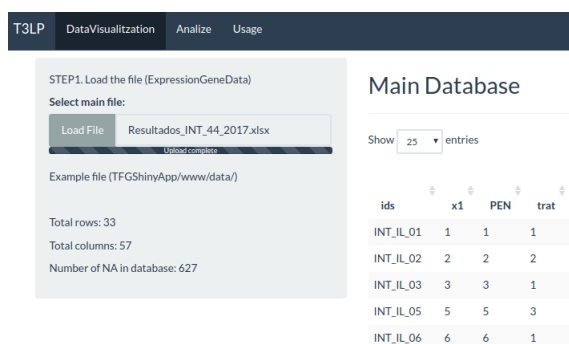 T3LP DataVisualitzation Analize Usage
STEP1. Load the file (ExpressionGeneData)
Select main file:
Load File Resultados_INT_44_2017.xlsx
Upload complete
Example file (TFGShinyApp/www/data/)
Total rows: 33
Total columns: 57
Number of NA in database: 627
Main Database
Show 25 entries
ids x1 PEN trat
INT_IL_01 1 1 1
INT_IL_02 2 2 2
INT_IL_03 3 3 1
INT_IL_05 5 5 3
INT_IL_06 6 6 1